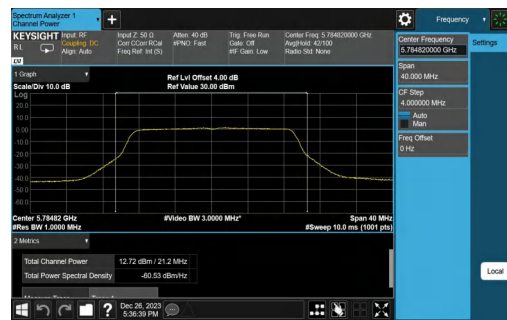 Spectrum Analyzer 1
Channel Power
Frequency
KEYSIGHT Input: RF
R L
Coupling: DC
Align: Auto
Input Z: 50 Ω
Corr CCorr RCal
Freq Ref: Int (S)
Atten: 40 dB
#PNO: Fast
Trig: Free Run
Gate: Off
#IF Gain: Low
Center Freq: 5.784820000 GHz
Avg|Hold: 42/100
Radio Std: None
LV
Center Frequency
5.784820000 GHz
Settings
Span
40.000 MHz
CF Step
4.000000 MHz
Auto
Man
Freq Offset
0 Hz
Local
1 Graph
Scale/Div 10.0 dB
Ref Lvl Offset 4.00 dB
Ref Value 30.00 dBm
Log
20.0
10.0
0.00
-10.0
-20.0
-30.0
-40.0
-50.0
-60.0
Center 5.78482 GHz
#Res BW 1.0000 MHz
#Video BW 3.0000 MHz*
Span 40 MHz
#Sweep 10.0 ms (1001 pts)
2 Metrics
Total Channel Power 12.72 dBm / 21.2 MHz
Total Power Spectral Density -60.53 dBm/Hz
?
Dec 26, 2023
5:36:39 PM